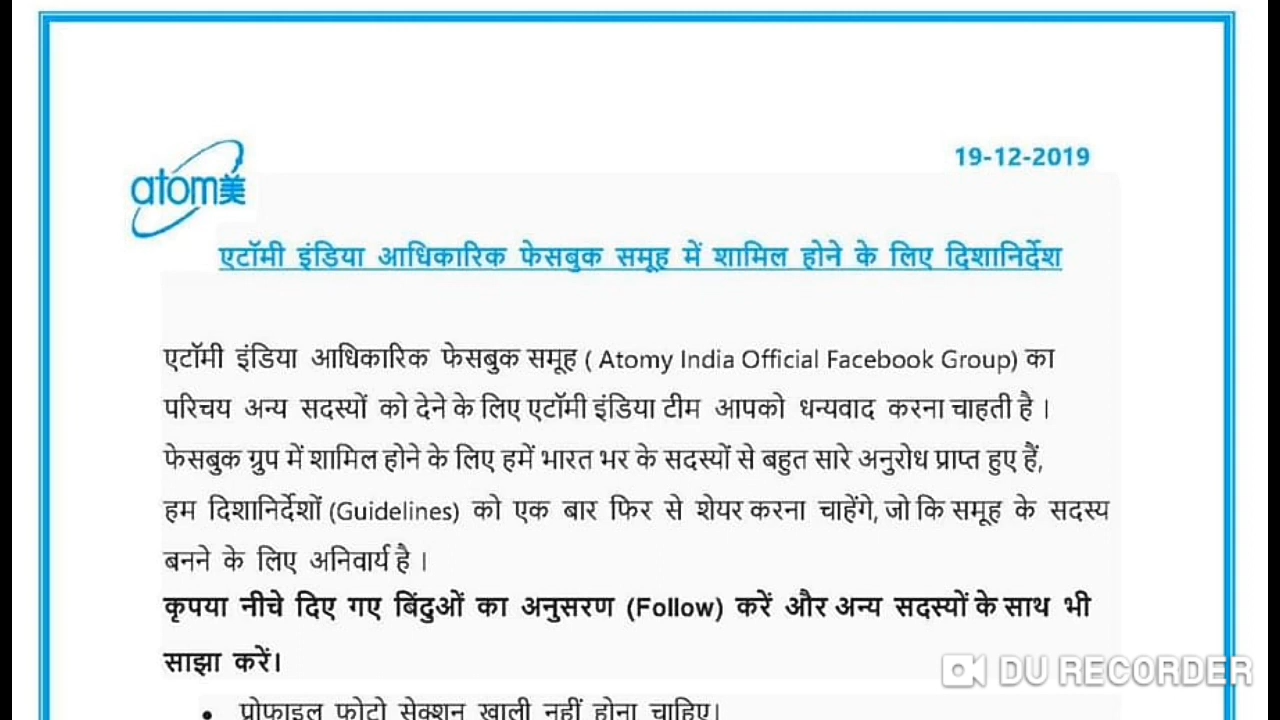 19-12-2019
atom美
एटॉमी इंडिया आधिकारिक फेसबुक समूह में शामिल होने के लिए दिशानिर्देश
एटॉमी इंडिया आधिकारिक फेसबुक समूह ( Atomy India Official Facebook Group) का
परिचय अन्य सदस्यों को देने के लिए एटॉमी इंडिया टीम आपको धन्यवाद करना चाहती है ।
फेसबुक ग्रुप में शामिल होने के लिए हमें भारत भर के सदस्यों से बहुत सारे अनुरोध प्राप्त हुए हैं,
हम दिशानिर्देशों (Guidelines) को एक बार फिर से शेयर करना चाहेंगे, जो कि समूह के सदस्य
बनने के लिए अनिवार्य है ।
कृपया नीचे दिए गए बिंदुओं का अनुसरण (Follow) करें और अन्य सदस्यों के साथ भी
साझा करें।
• प्रोफाइल फोटो सेक्शन खाली नहीं होना चाहिए।
DU RECORDER